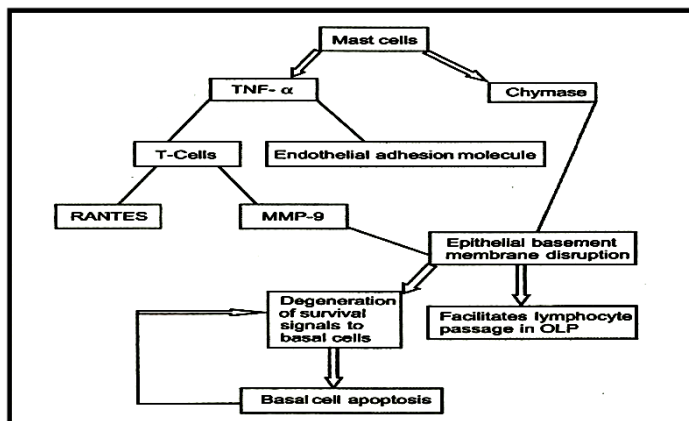 Mast cells
TNF- α
Chymase
T-Cells
Endothelial adhesion molecule
RANTES
MMP-9
Epithelial basement
membrane disruption
Degeneration
of survival
signals to
basal cells
Facilitates lymphocyte
passage in OLP
Basal cell apoptosis